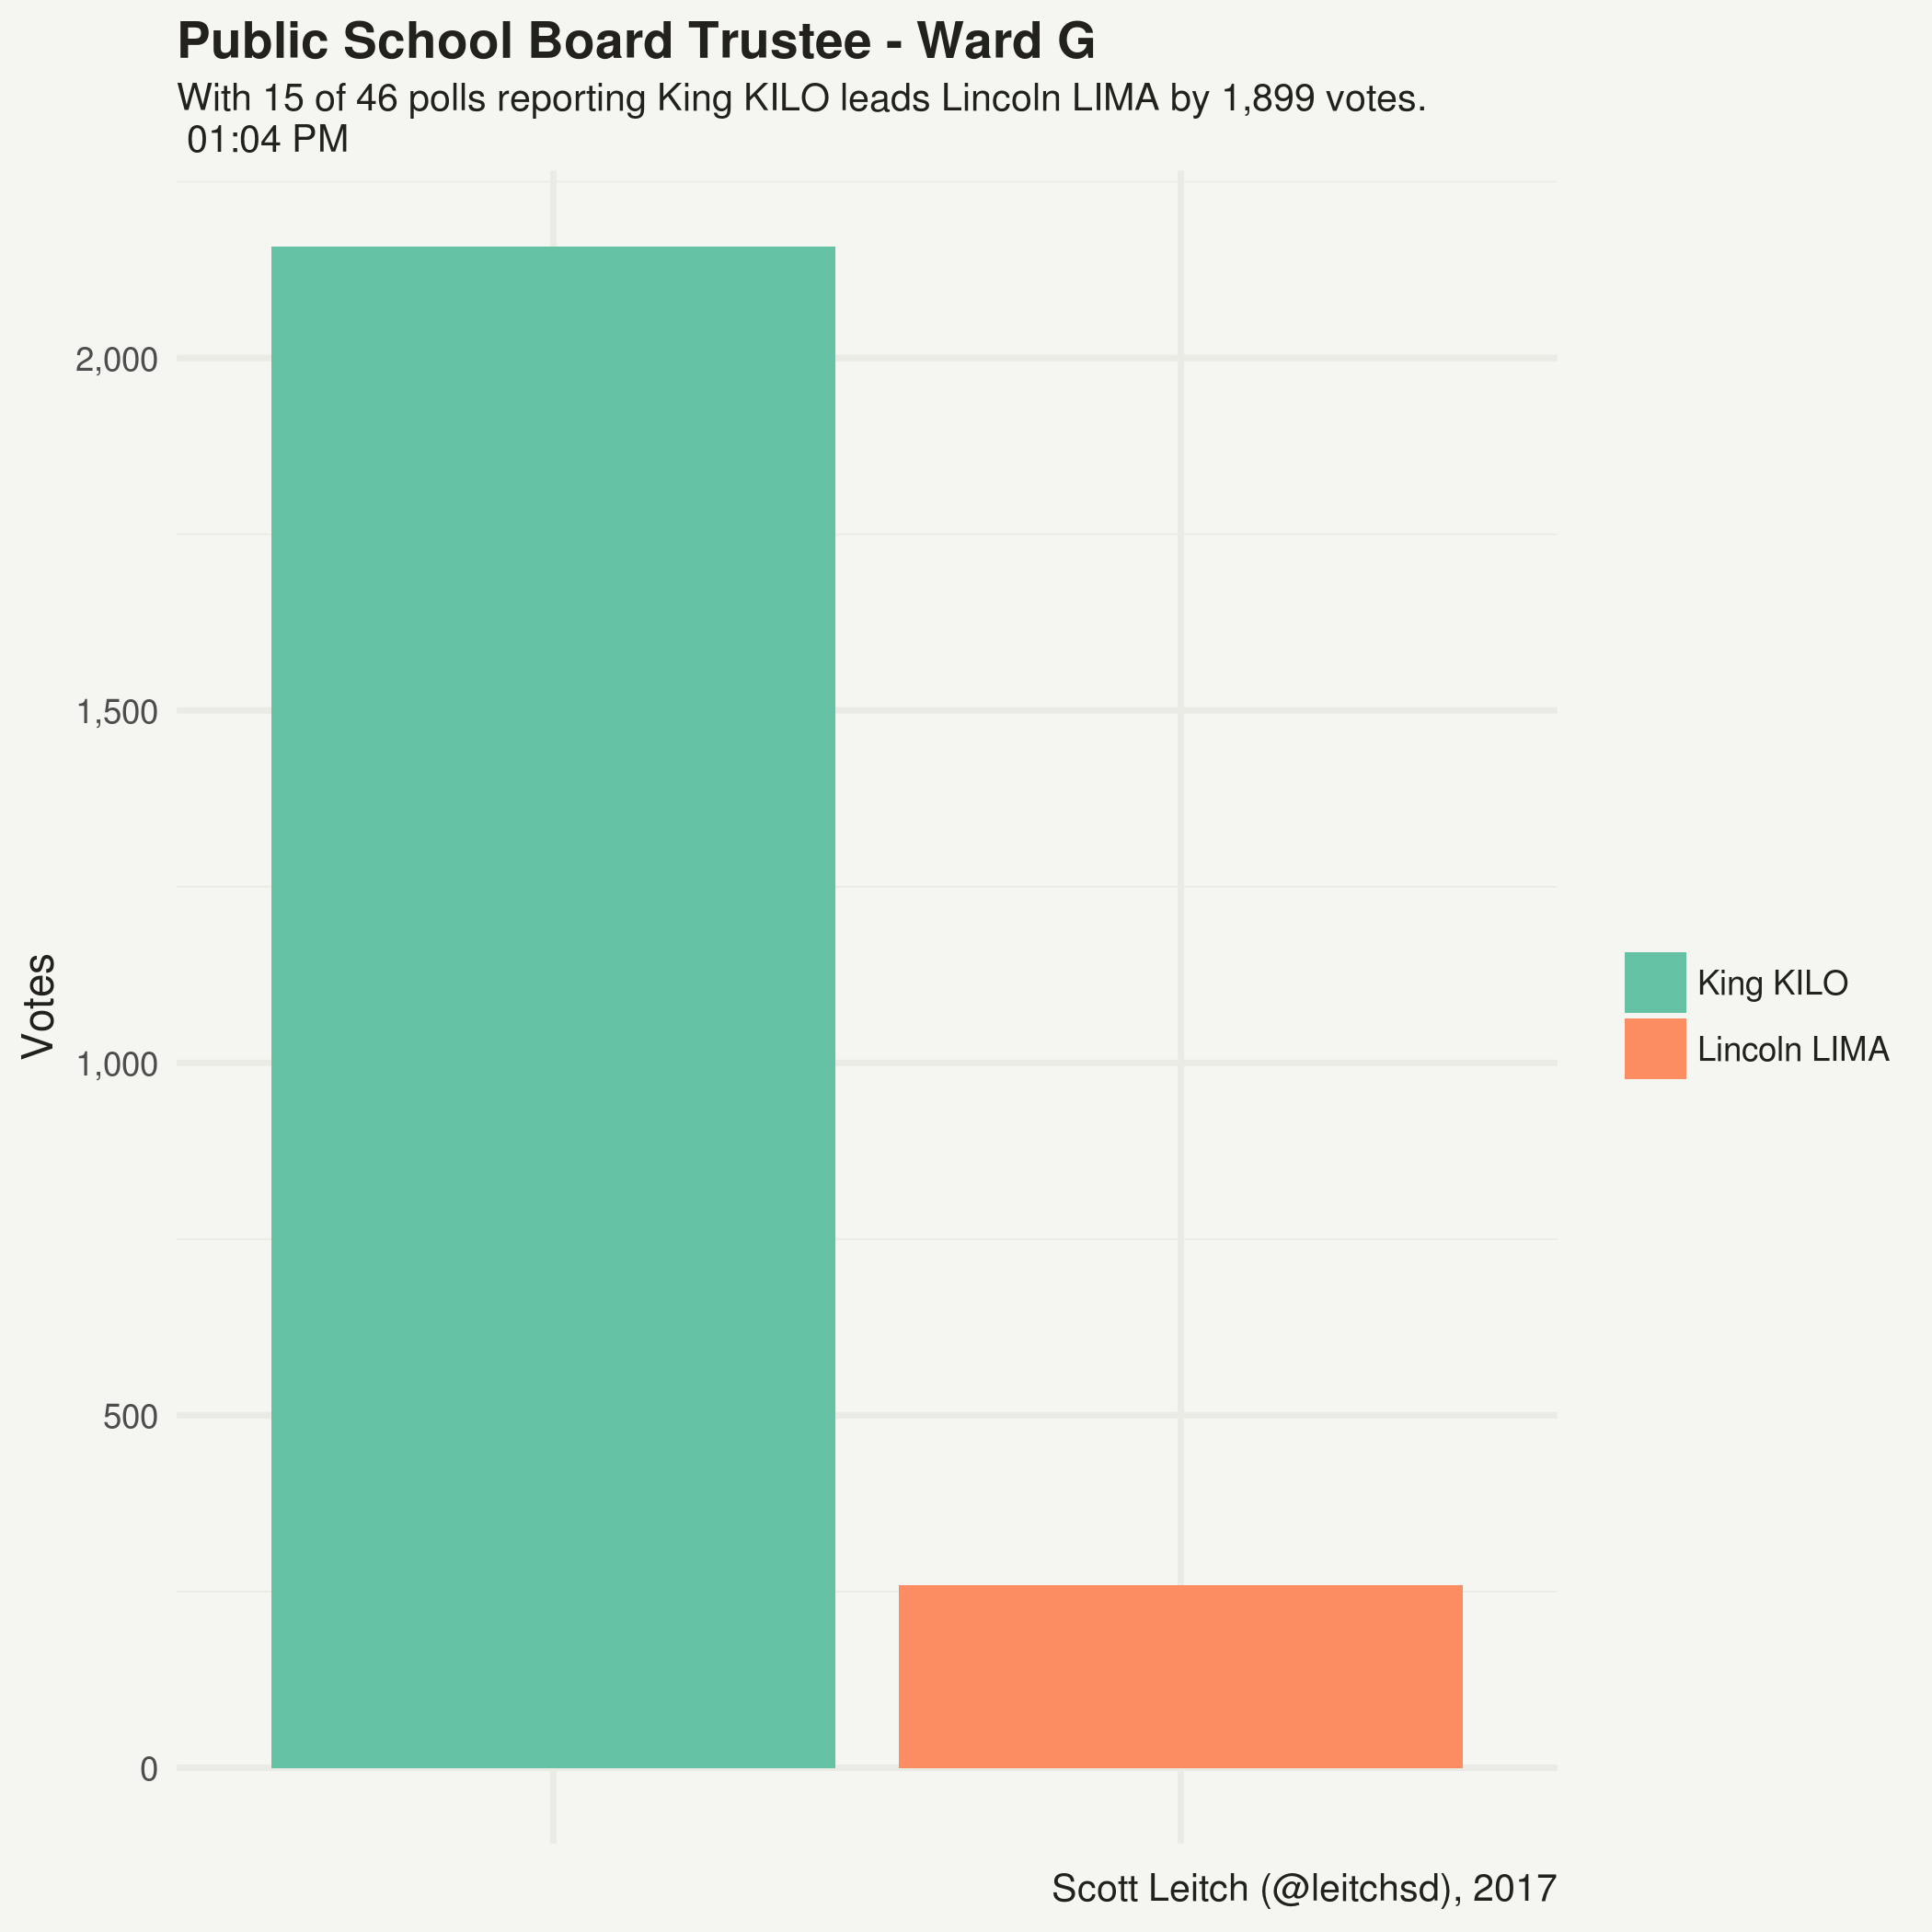 Public School Board Trustee - Ward G
With 15 of 46 polls reporting King KILO leads Lincoln LIMA by 1,899 votes.
01:04 PM
Votes
2,000
1,500
1,000
500
0
King KILO
Lincoln LIMA
Scott Leitch (@leitchsd), 2017